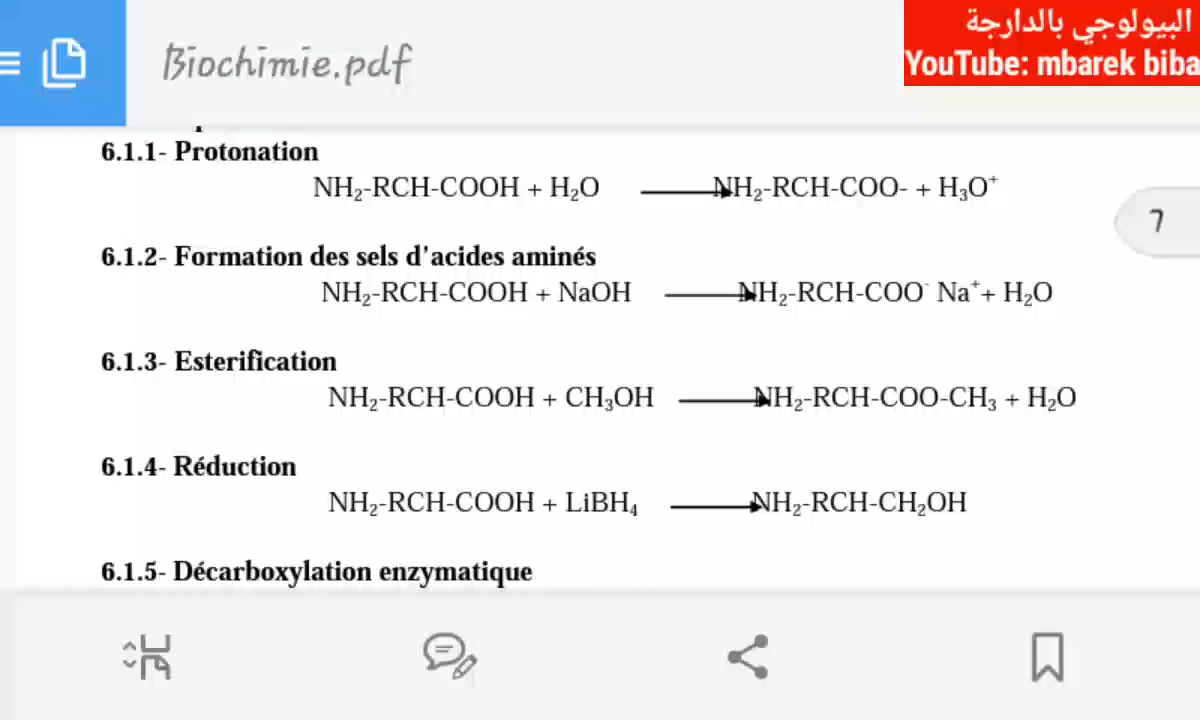 البيولوجي بالدارجة
YouTube: mbarek biba
Biochimie.pdf
6.1.1- Protonation
NH₂-RCH-COOH + H₂O NH₂-RCH-COO- + H₃O⁺
7
6.1.2- Formation des sels d'acides aminés
NH₂-RCH-COOH + NaOH NH₂-RCH-COO⁻ Na⁺+ H₂O
6.1.3- Esterification
NH₂-RCH-COOH + CH₃OH NH₂-RCH-COO-CH₃ + H₂O
6.1.4- Réduction
NH₂-RCH-COOH + LiBH₄ NH₂-RCH-CH₂OH
6.1.5- Décarboxylation enzymatique